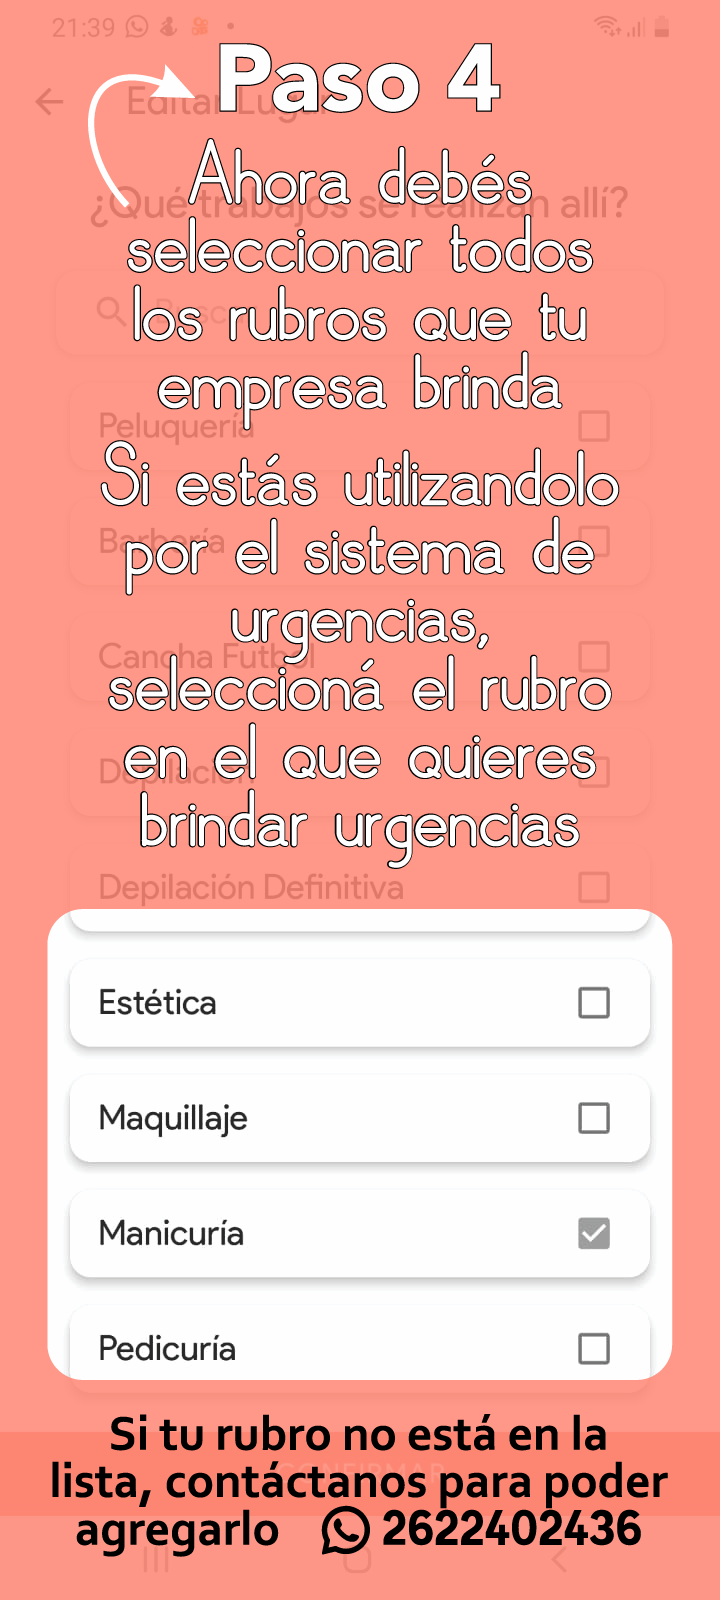 21:39
Editar Lugar
Paso 4
¿Qué trabajos se realizan allí?
Ahora debés
seleccionar todos
los rubros que tu
empresa brinda
Buscar
Si estás utilizandolo
por el sistema de
urgencias,
seleccioná el rubro
en el que quieres
brindar urgencias
Peluquería
Barbería
Cancha Futbol
Depilación
Depilación Definitiva
Estética
Maquillaje
Manicuría
Pedicuría
CONFIRMAR
Si tu rubro no está en la
lista, contáctanos para poder
agregarlo 2622402436